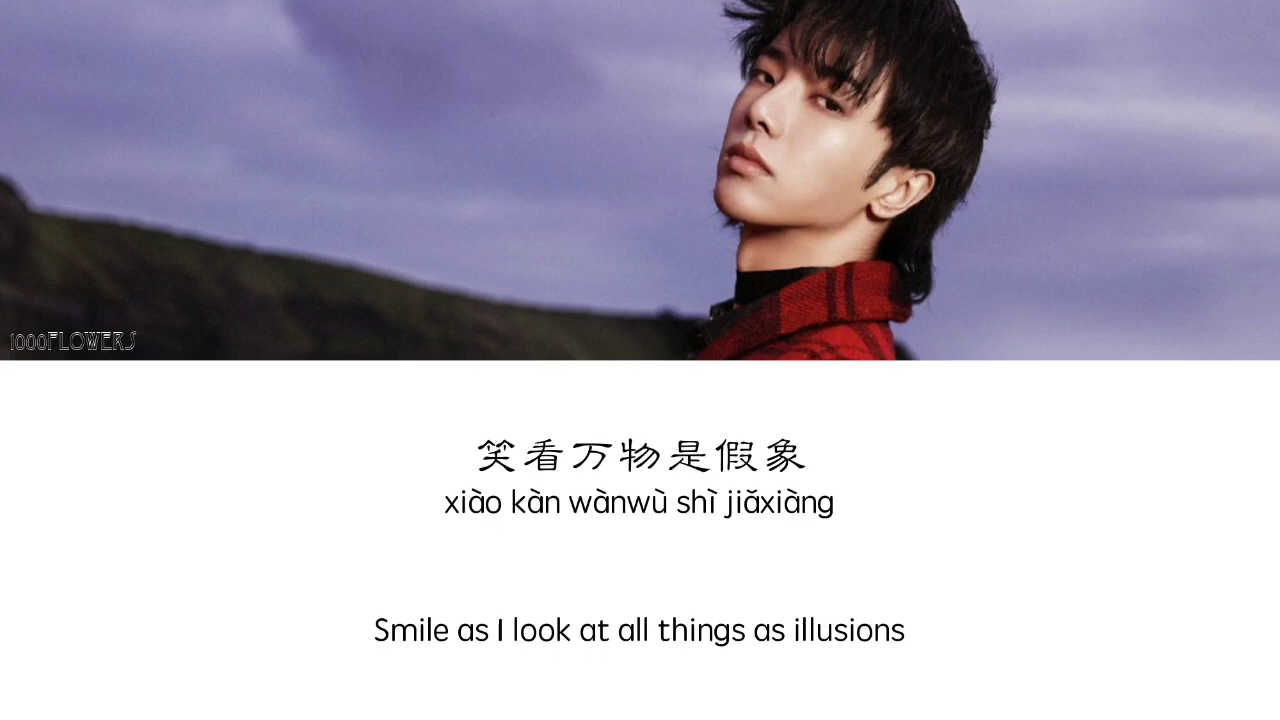 1000FLOWERS
笑看万物是假象
xiào kàn wànwù shì jiǎxiàng
Smile as I look at all things as illusions